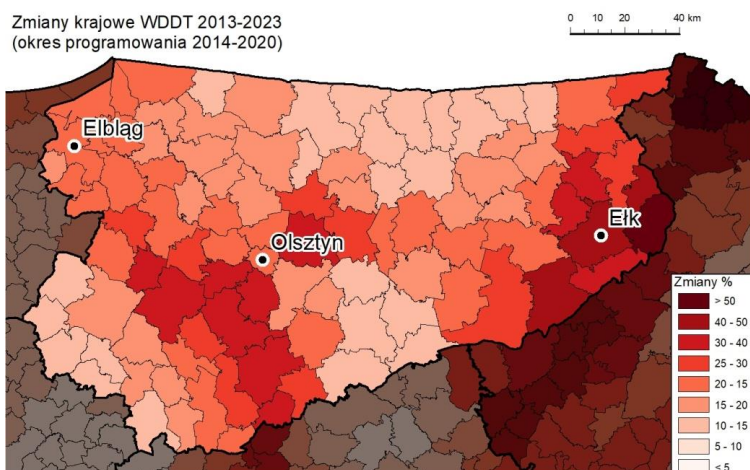 Zmiany krajowe WDDT 2013-2023
(okres programowania 2014-2020)
0 10 20 40 km
Elbląg
Olsztyn
Ełk
Zmiany %
> 50
40 - 50
30 - 40
25 - 30
20 - 15
15 - 20
10 - 15
5 - 10
< 5